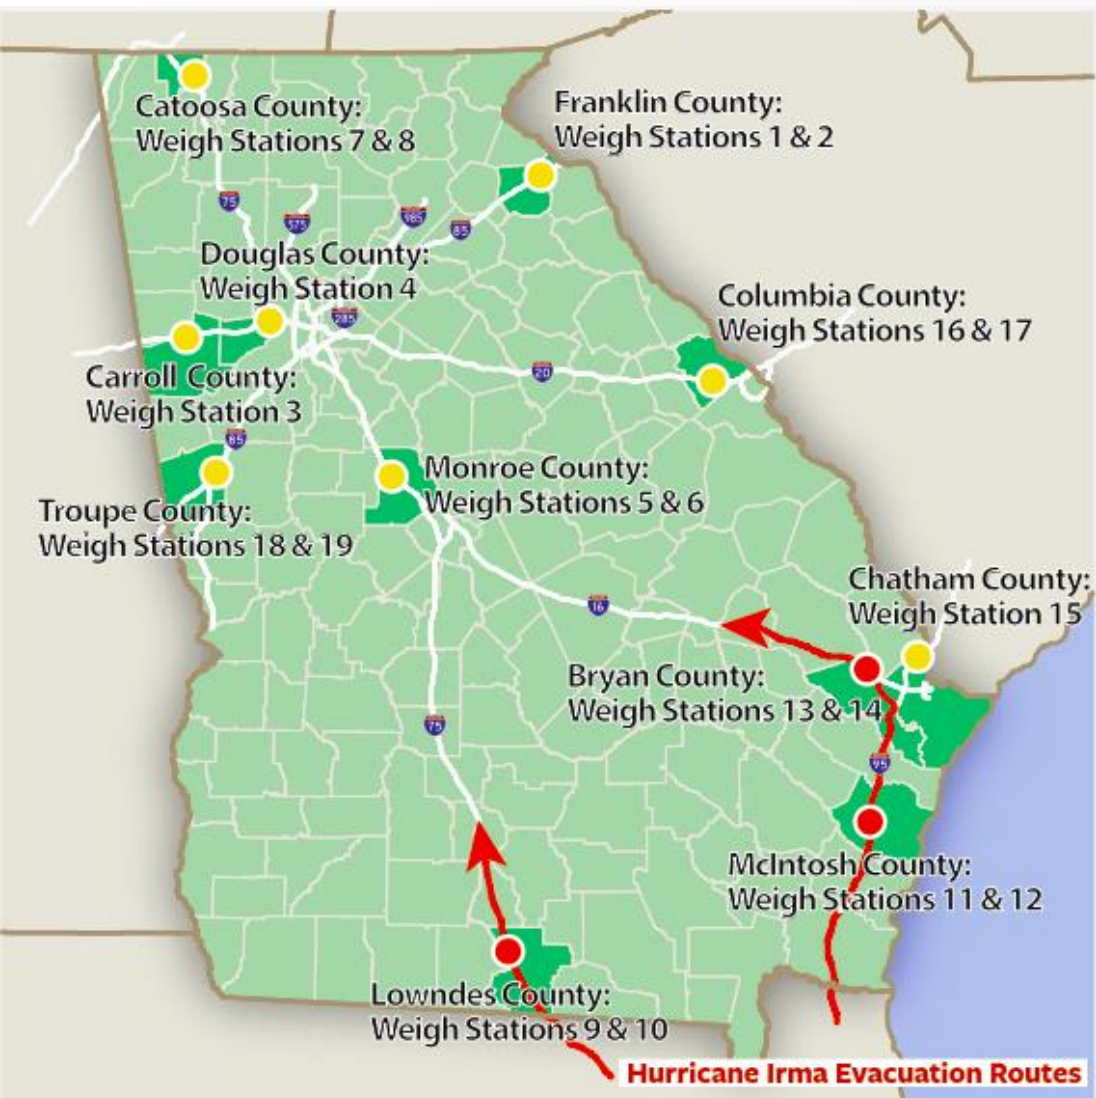 Catoosa County:
Weigh Stations 7 & 8
Franklin County:
Weigh Stations 1 & 2
75
575
985
85
Douglas County:
Weigh Station 4
285
Columbia County:
Weigh Stations 16 & 17
20
Carroll County:
Weigh Station 3
85
Monroe County:
Weigh Stations 5 & 6
Troupe County:
Weigh Stations 18 & 19
16
Chatham County:
Weigh Station 15
Bryan County:
Weigh Stations 13 & 14
75
95
McIntosh County:
Weigh Stations 11 & 12
Lowndes County:
Weigh Stations 9 & 10
Hurricane Irma Evacuation Routes